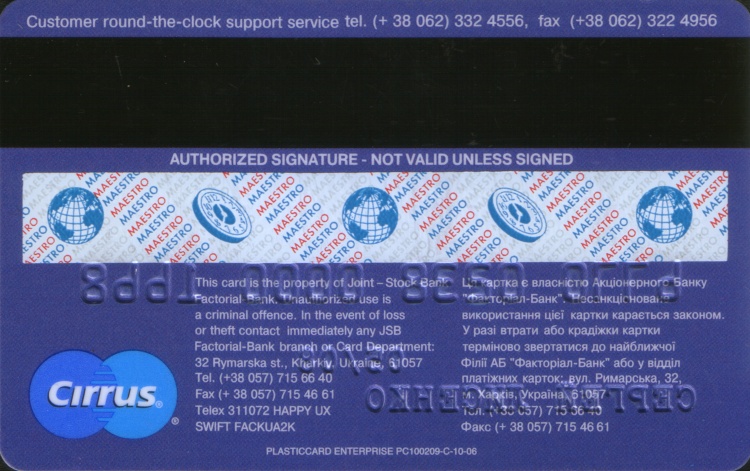 Customer round-the-clock support service tel. (+ 38 062) 332 4556, fax (+38 062) 322 4956
AUTHORIZED SIGNATURE - NOT VALID UNLESS SIGNED
MAESTRO MAESTRO MAESTRO MAESTRO
This card is the property of Joint – Stock Bank
Factorial-Bank. Unauthorized use is
a criminal offence. In the event of loss
or theft contact immediately any JSB
Factorial-Bank branch or Card Department:
32 Rymarska st., Kharkiv, Ukraine, 61057
Tel. (+38 057) 715 66 40
Fax (+ 38 057) 715 46 61
Telex 311072 HAPPY UX
SWIFT FACKUA2K
Ця картка є власністю Акціонерного Банку
"Факторіал-Банк". Несанкціоноване
використання цієї картки карається законом.
У разі втрати або крадіжки картки
терміново звертатися до найближчої
Філії АБ "Факторіал-Банк" або у відділ
платіжних карток: вул. Римарська, 32,
м. Харків, Україна, 61057
Тел. (+38 057) 715 66 40
Факс (+ 38 057) 715 46 61
Cirrus®
®
PLASTICCARD ENTERPRISE PC100209-C-10-06